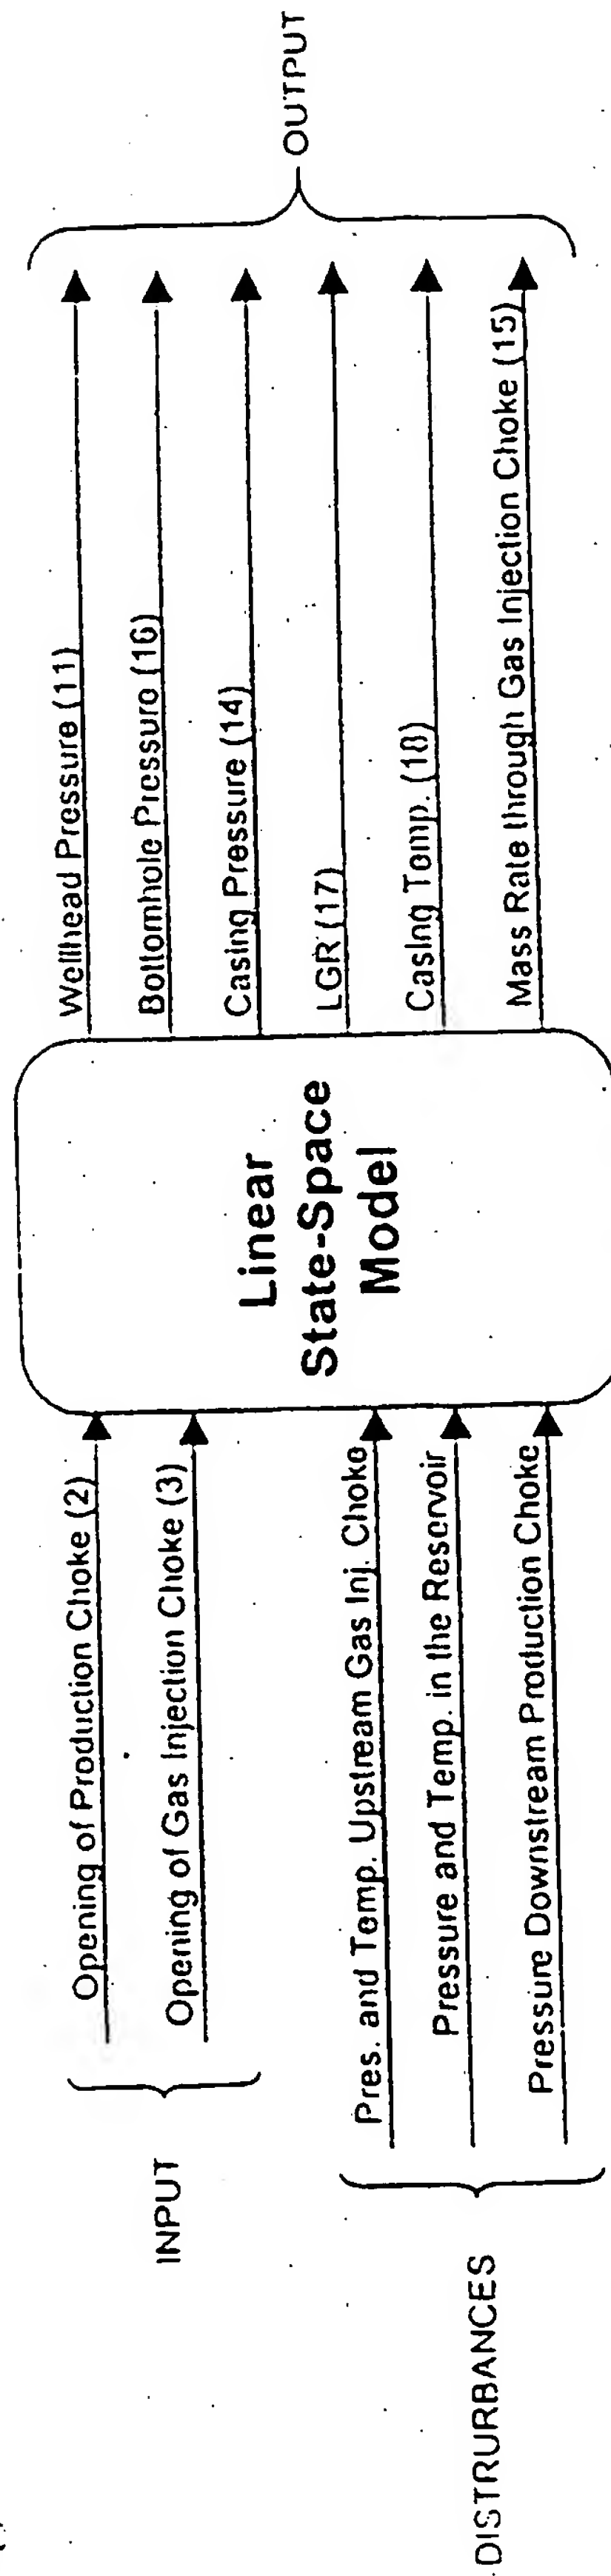 INPUT
Opening of Production Choke (2)
Opening of Gas Injection Choke (3)
DISTRURBANCES
Pres. and Temp. Upstream Gas Inj. Choke
Pressure and Temp. in the Reservoir
Pressure Downstream Production Choke
Linear
State-Space
Model
Wellhead Pressure (11)
Bottomhole Pressure (16)
Casing Pressure (14)
LGR (17)
Casing Temp. (18)
Mass Rate through Gas Injection Choke (15)
OUTPUT